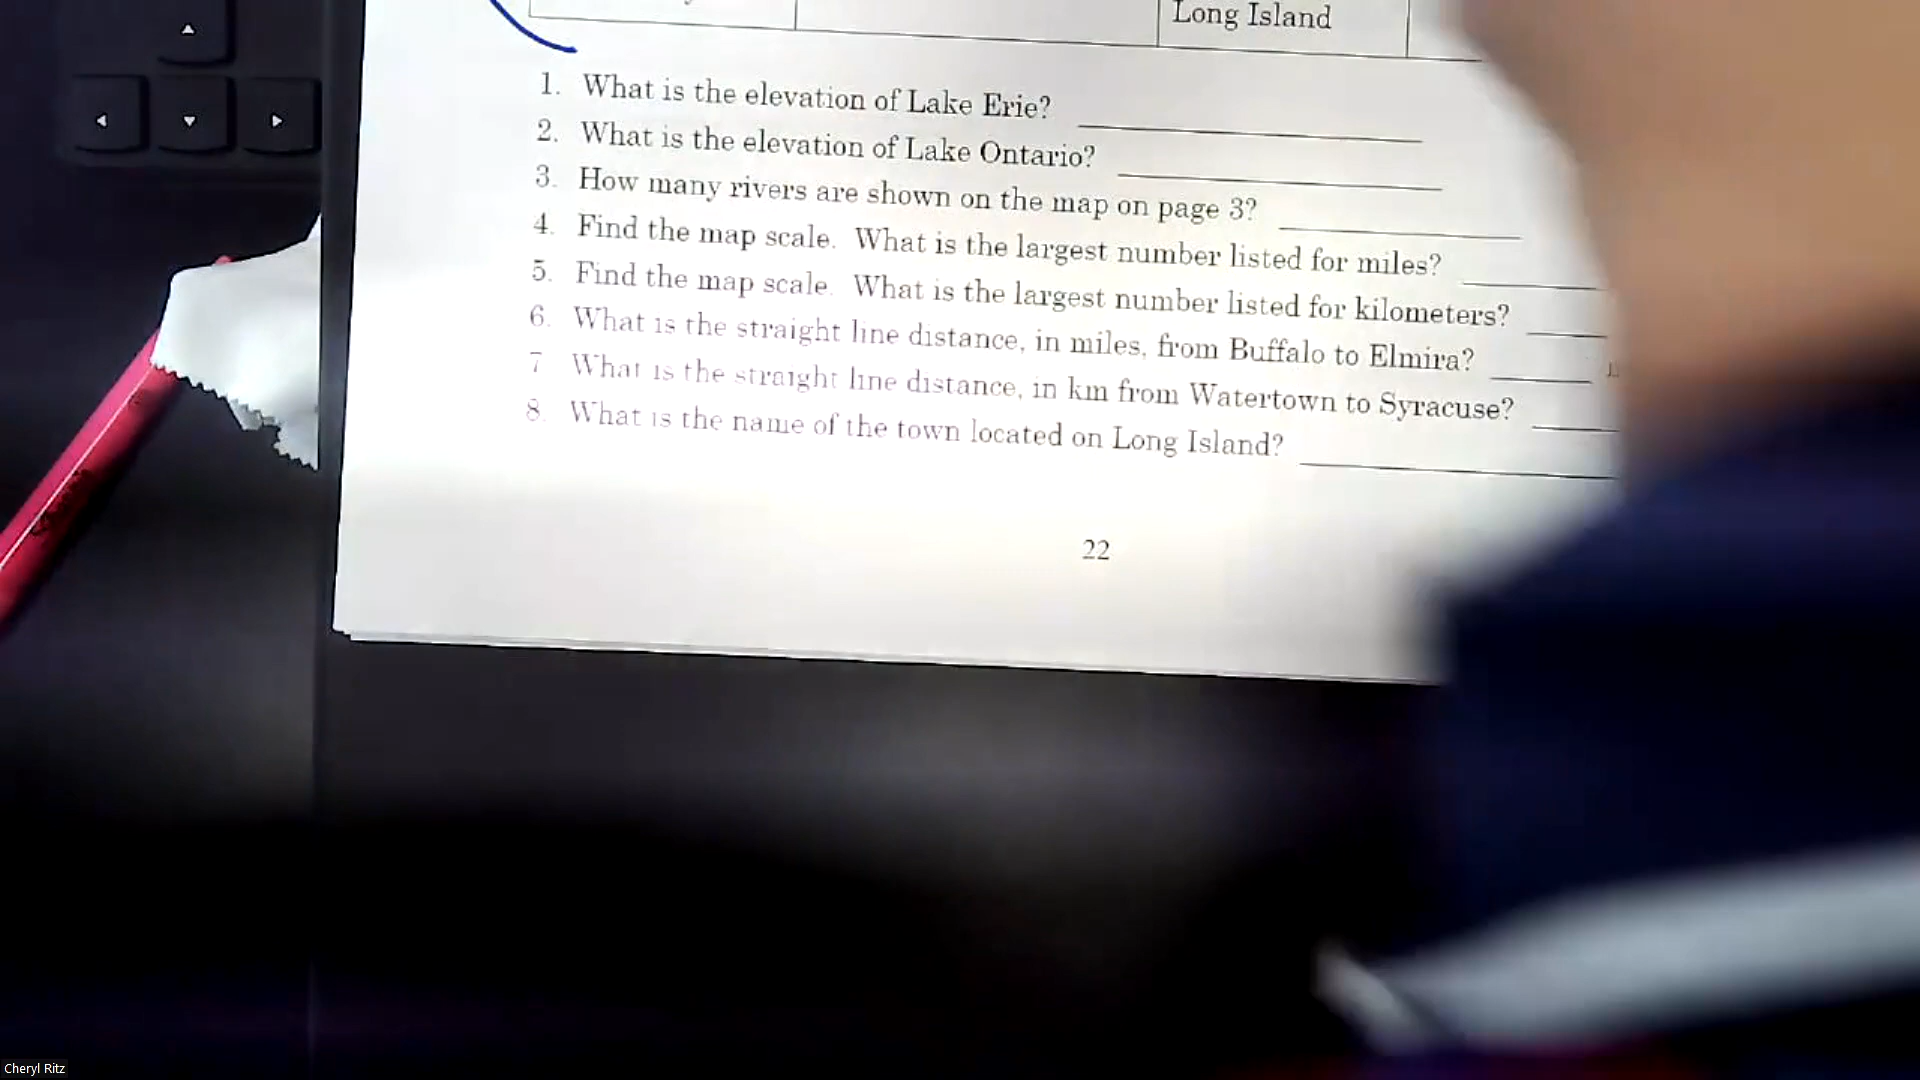 Long Island
1. What is the elevation of Lake Erie?
2. What is the elevation of Lake Ontario?
3. How many rivers are shown on the map on page 3?
4. Find the map scale. What is the largest number listed for miles?
5. Find the map scale. What is the largest number listed for kilometers?
6. What is the straight line distance, in miles, from Buffalo to Elmira?
7 What is the straight line distance, in km from Watertown to Syracuse?
8. What is the name of the town located on Long Island?
22
Cheryl Ritz